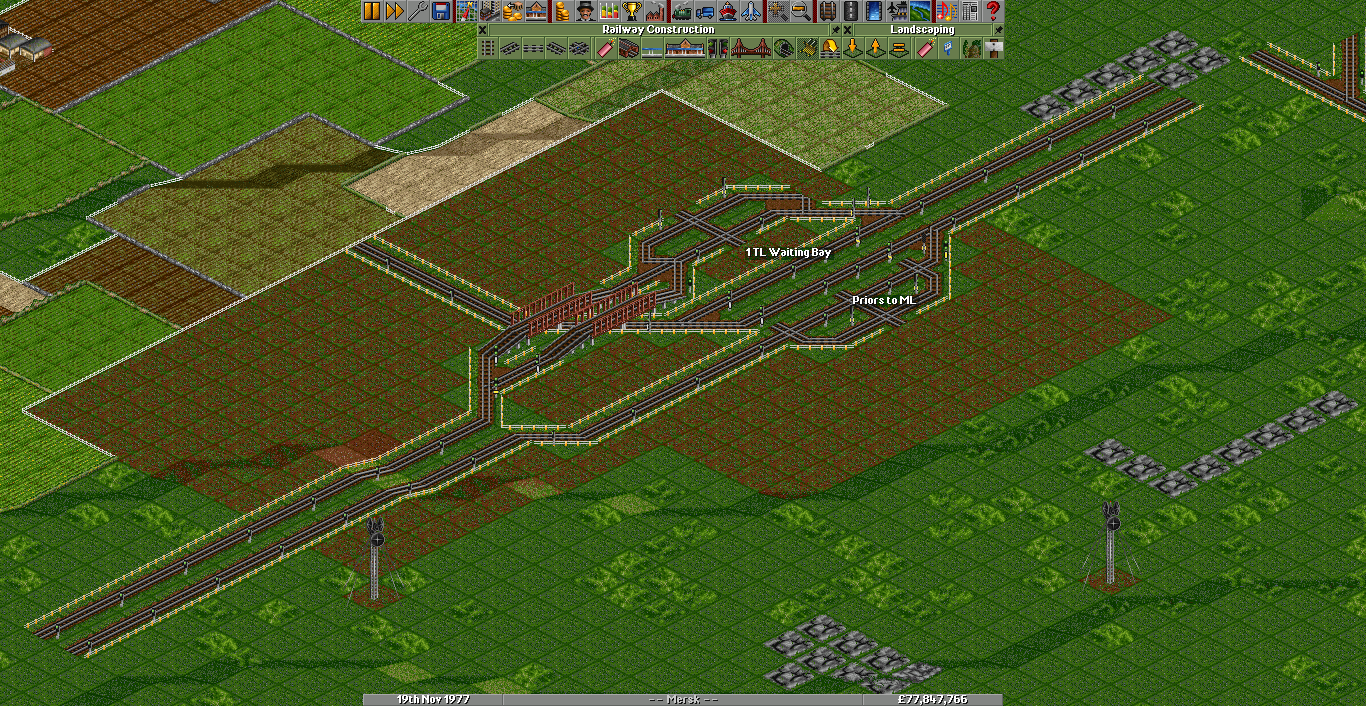 Railway Construction
Landscaping
1 TL Waiting Bay
Priors to ML
19th Nov 1977
-- Mersk --
£77,847,766